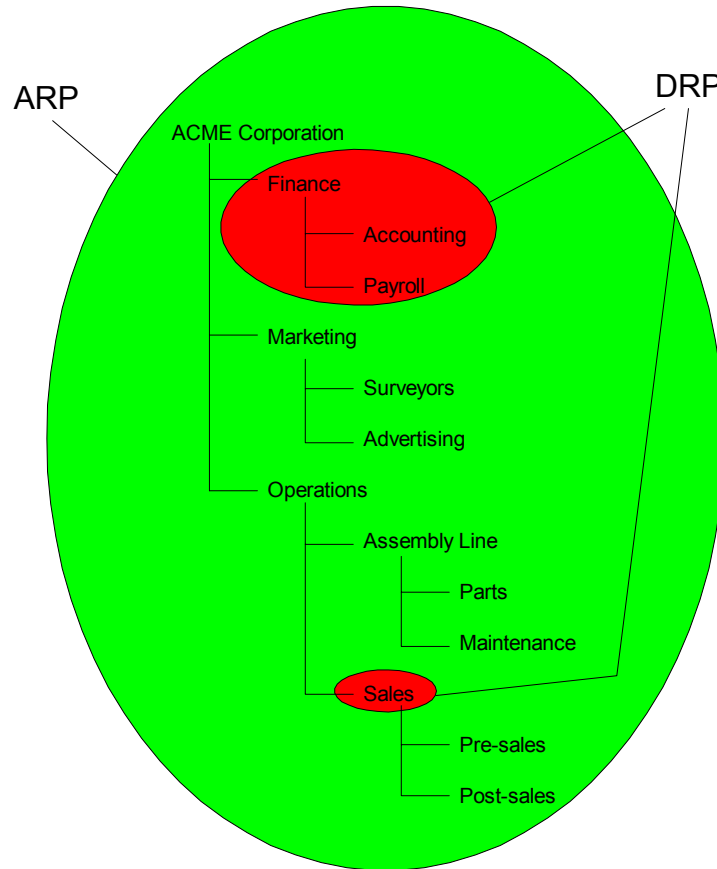 ARP
DRP
ACME Corporation
Finance
Accounting
Payroll
Marketing
Surveyors
Advertising
Operations
Assembly Line
Parts
Maintenance
Sales
Pre-sales
Post-sales